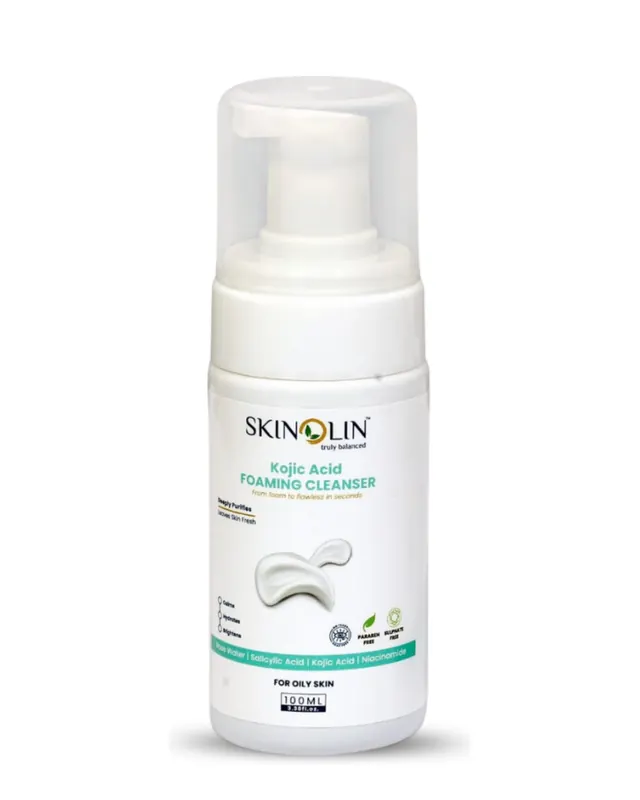 SKINOLIN™
truly balanced
Kojic Acid
FOAMING CLEANSER
From foam to flawless in seconds
Deeply Purifies
Leaves Skin Fresh
Calms
Hydrates
Brightens
PARABEN FREE
SULPHATE FREE
Rose Water | Salicylic Acid | Kojic Acid | Niacinamide
FOR OILY SKIN
100ML
3.38fl.oz.